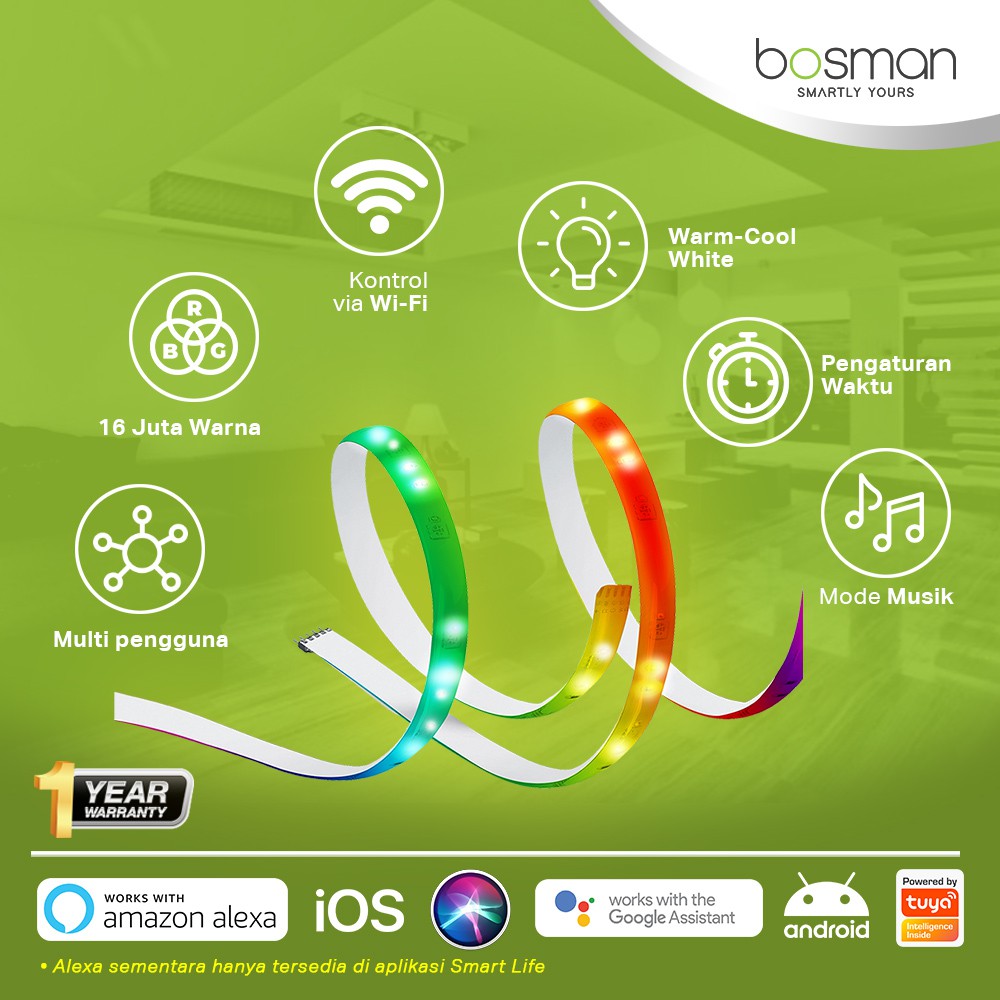 bosman
SMARTLY YOURS
Kontrol
via Wi-Fi
Warm-Cool
White
R
B G
16 Juta Warna
Pengaturan
Waktu
Multi pengguna
Mode Musik
1 YEAR
WARRANTY
WORKS WITH
amazon alexa
iOS
works with the
Google Assistant
android
Powered by
tuya
Intelligence
Inside
• Alexa sementara hanya tersedia di aplikasi Smart Life